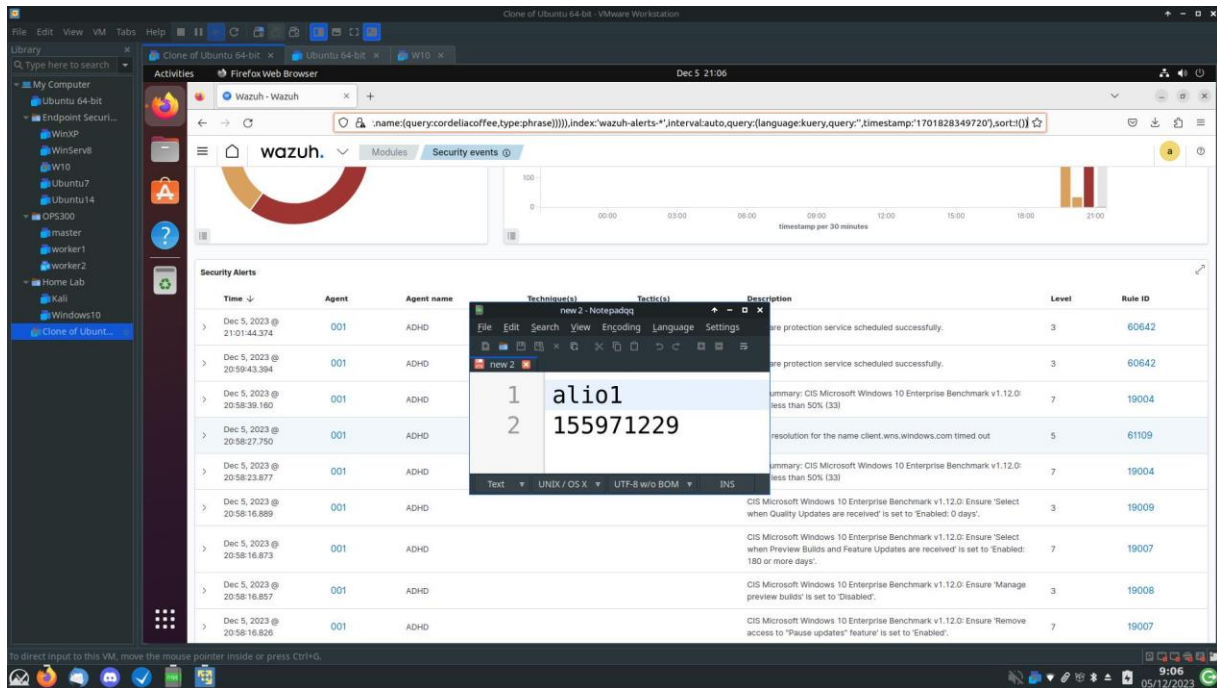 Clone of Ubuntu 64-bit - VMware Workstation
File Edit View VM Tabs Help
Library
Clone of Ubuntu 64-bit
Ubuntu 64-bit
W10
Type here to search
Activities
Firefox Web Browser
Dec 5 21:06
My Computer
Ubuntu 64-bit
Endpoint Securi...
WinXP
WinServ8
W10
Ubuntu7
Ubuntu14
OPS300
master
worker1
worker2
Home Lab
Kali
Windows10
Clone of Ubunt...
Wazuh - Wazuh
:name:(query:cordeliacoffee,type:phrase))))),index:'wazuh-alerts-*',interval:auto,query:(language:kuery,query:'',timestamp:'1701828349720'),sort:!())
wazuh.
Modules
Security events
a
100
0
00:00 03:00 06:00 09:00 12:00 15:00 18:00 21:00
timestamp per 30 minutes
Security Alerts
Time Agent Agent name Technique(s) Tactic(s) Description Level Rule ID
Dec 5, 2023 @
21:01:44.374
001 ADHD are protection service scheduled successfully. 3 60642
Dec 5, 2023 @
20:59:43.394
001 ADHD are protection service scheduled successfully. 3 60642
Dec 5, 2023 @
20:58:39.160
001 ADHD ummary: CIS Microsoft Windows 10 Enterprise Benchmark v1.12.0:
less than 50% (33)
7 19004
Dec 5, 2023 @
20:58:27.750
001 ADHD resolution for the name client.wns.windows.com timed out 5 61109
Dec 5, 2023 @
20:58:23.877
001 ADHD ummary: CIS Microsoft Windows 10 Enterprise Benchmark v1.12.0:
less than 50% (33)
7 19004
Dec 5, 2023 @
20:58:16.889
001 ADHD CIS Microsoft Windows 10 Enterprise Benchmark v1.12.0: Ensure 'Select
when Quality Updates are received' is set to 'Enabled: 0 days'.
3 19009
Dec 5, 2023 @
20:58:16.873
001 ADHD CIS Microsoft Windows 10 Enterprise Benchmark v1.12.0: Ensure 'Select
when Preview Builds and Feature Updates are received' is set to 'Enabled:
180 or more days'.
7 19007
Dec 5, 2023 @
20:58:16.857
001 ADHD CIS Microsoft Windows 10 Enterprise Benchmark v1.12.0: Ensure 'Manage
preview builds' is set to 'Disabled'.
3 19008
Dec 5, 2023 @
20:58:16.826
001 ADHD CIS Microsoft Windows 10 Enterprise Benchmark v1.12.0: Ensure 'Remove
access to "Pause updates" feature' is set to 'Enabled'.
7 19007
new 2 - Notepadqq
File Edit Search View Encoding Language Settings
new 2
1 alio1
2 155971229
Text UNIX / OS X UTF-8 w/o BOM INS
To direct input to this VM, move the mouse pointer inside or press Ctrl+G.
9:06
05/12/2023